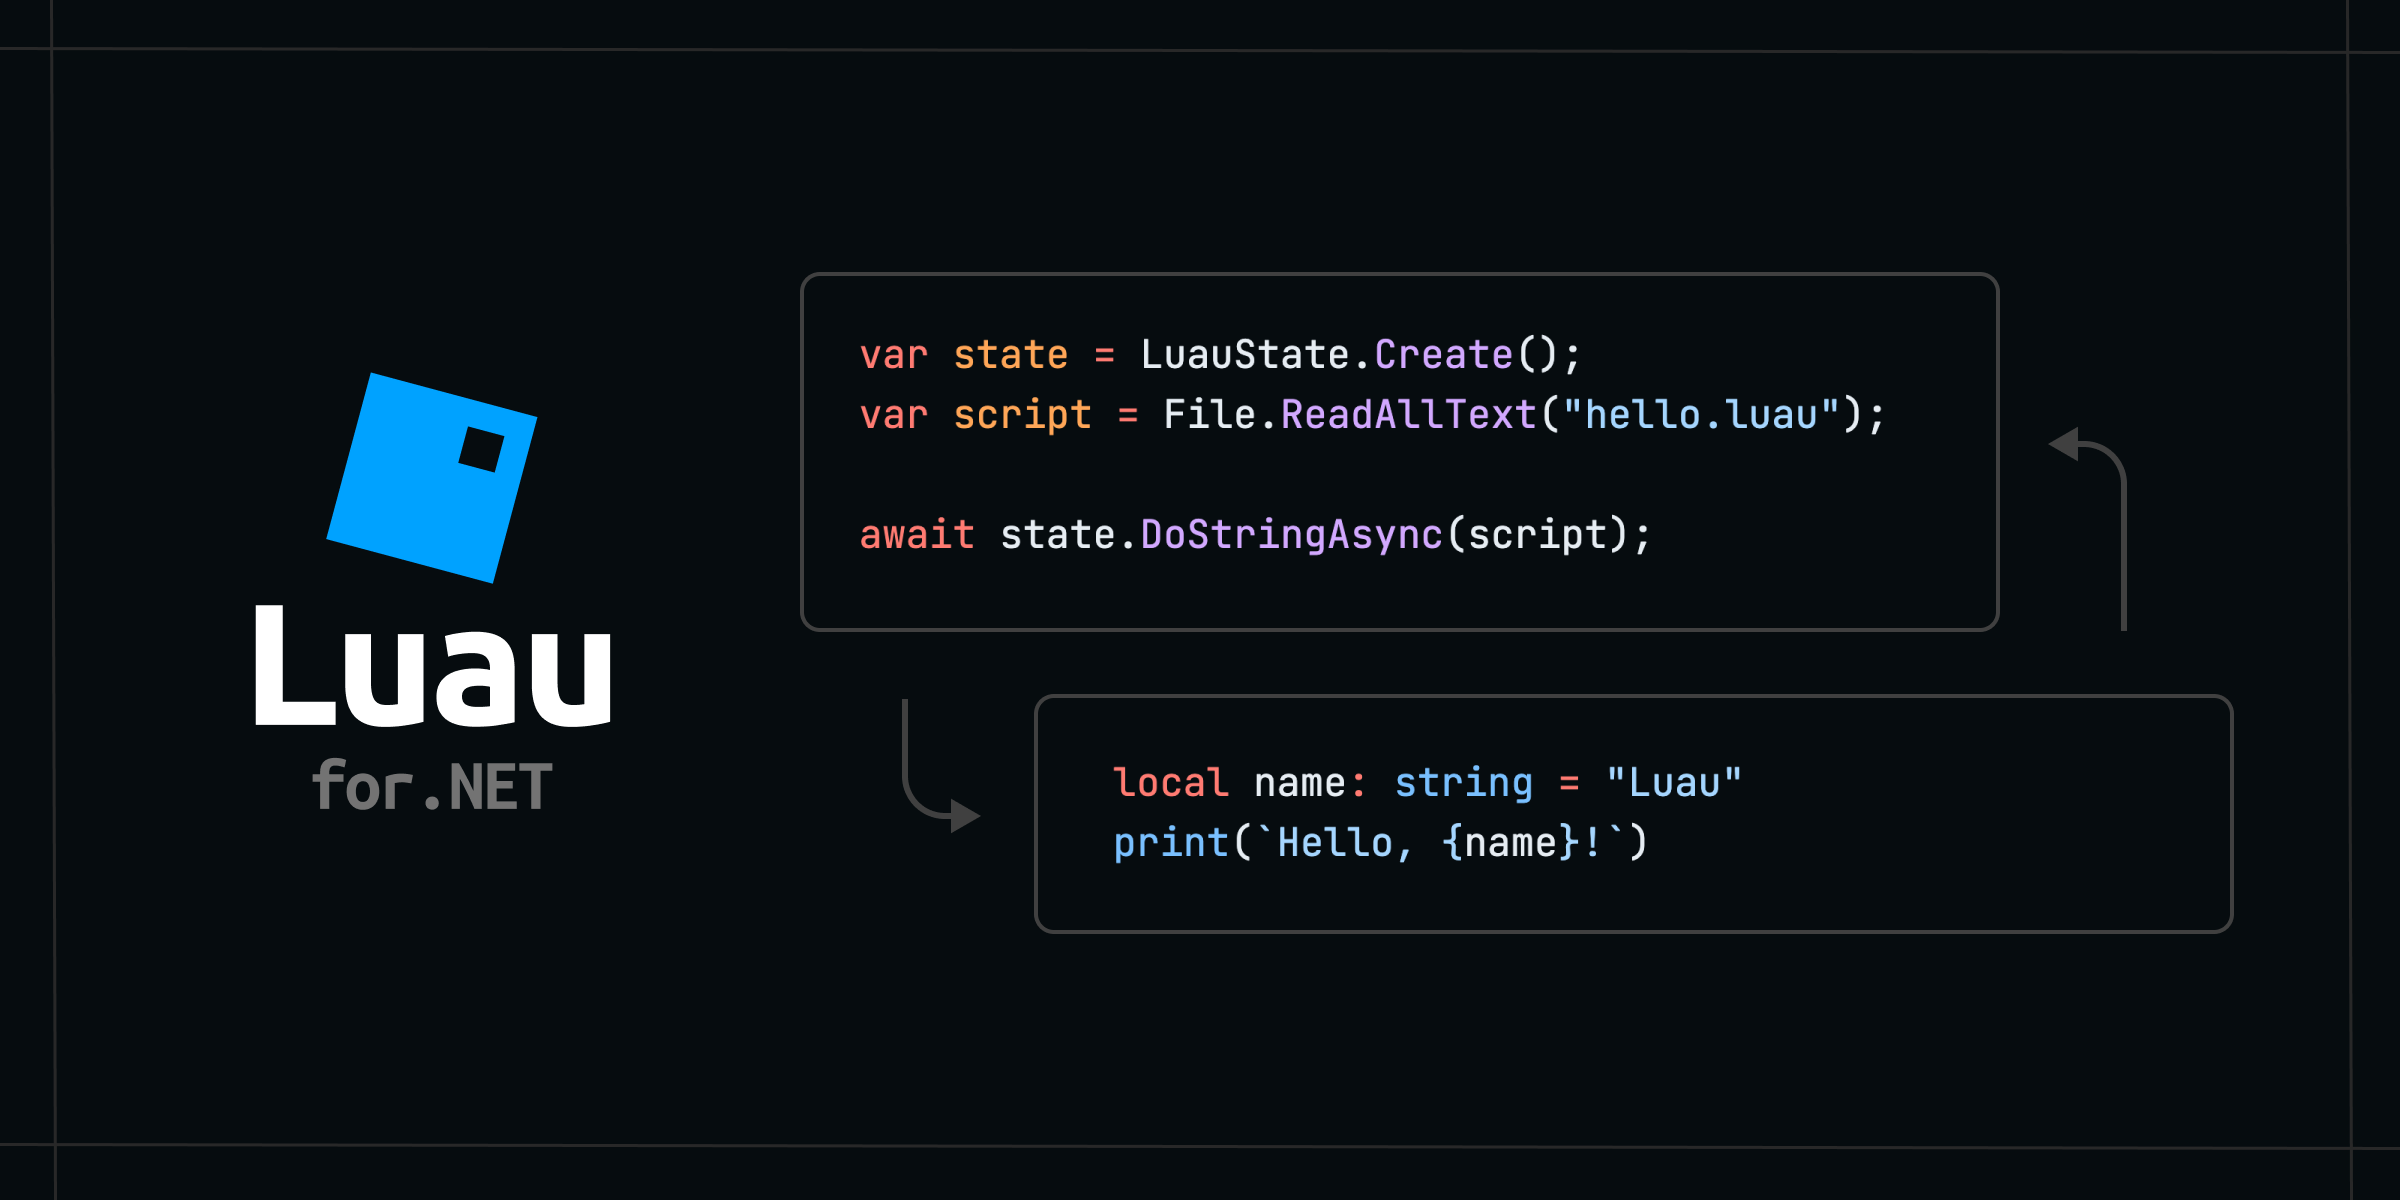 Luau
for .NET
var state = LuauState.Create();
var script = File.ReadAllText("hello.luau");
await state.DoStringAsync(script);
local name: string = "Luau"
print(`Hello, {name}!`)